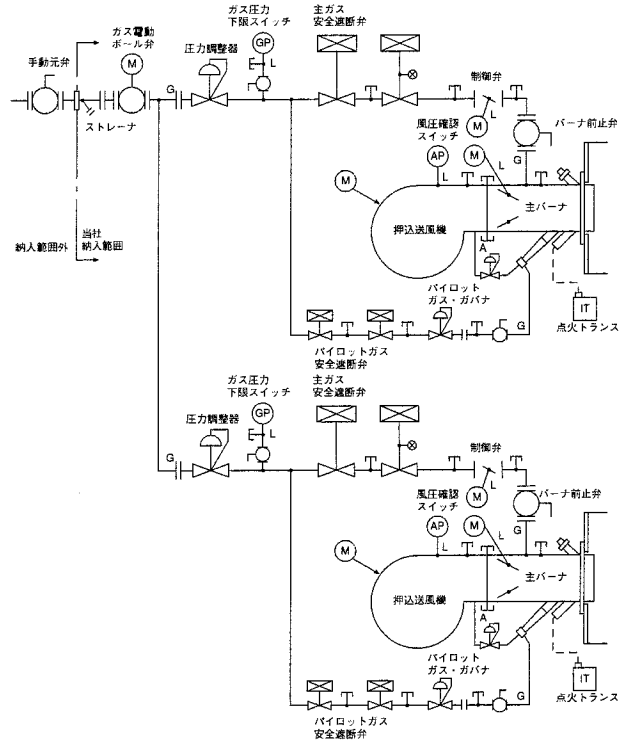 ガス圧力
下限スイッチ
主ガス
安全遮断弁
ガス電動
ボール弁
圧力調整器
GP
手動元弁
M
L
G
制御弁
ストレーナ
M
L
風圧確認
スイッチ
M
バーナ前止弁
G
AP
L
L
M
押込送風機
主バーナ
当社
納入範囲
納入範囲外
A
パイロット
ガス・ガバナ
IT
点火トランス
G
パイロットガス
安全遮断弁
ガス圧力
下限スイッチ
主ガス
安全遮断弁
圧力調整器
GP
L
G
制御弁
M
L
風圧確認
スイッチ
M
バーナ前止弁
G
AP
L
L
M
押込送風機
主バーナ
A
パイロット
ガス・ガバナ
IT
点火トランス
G
パイロットガス
安全遮断弁